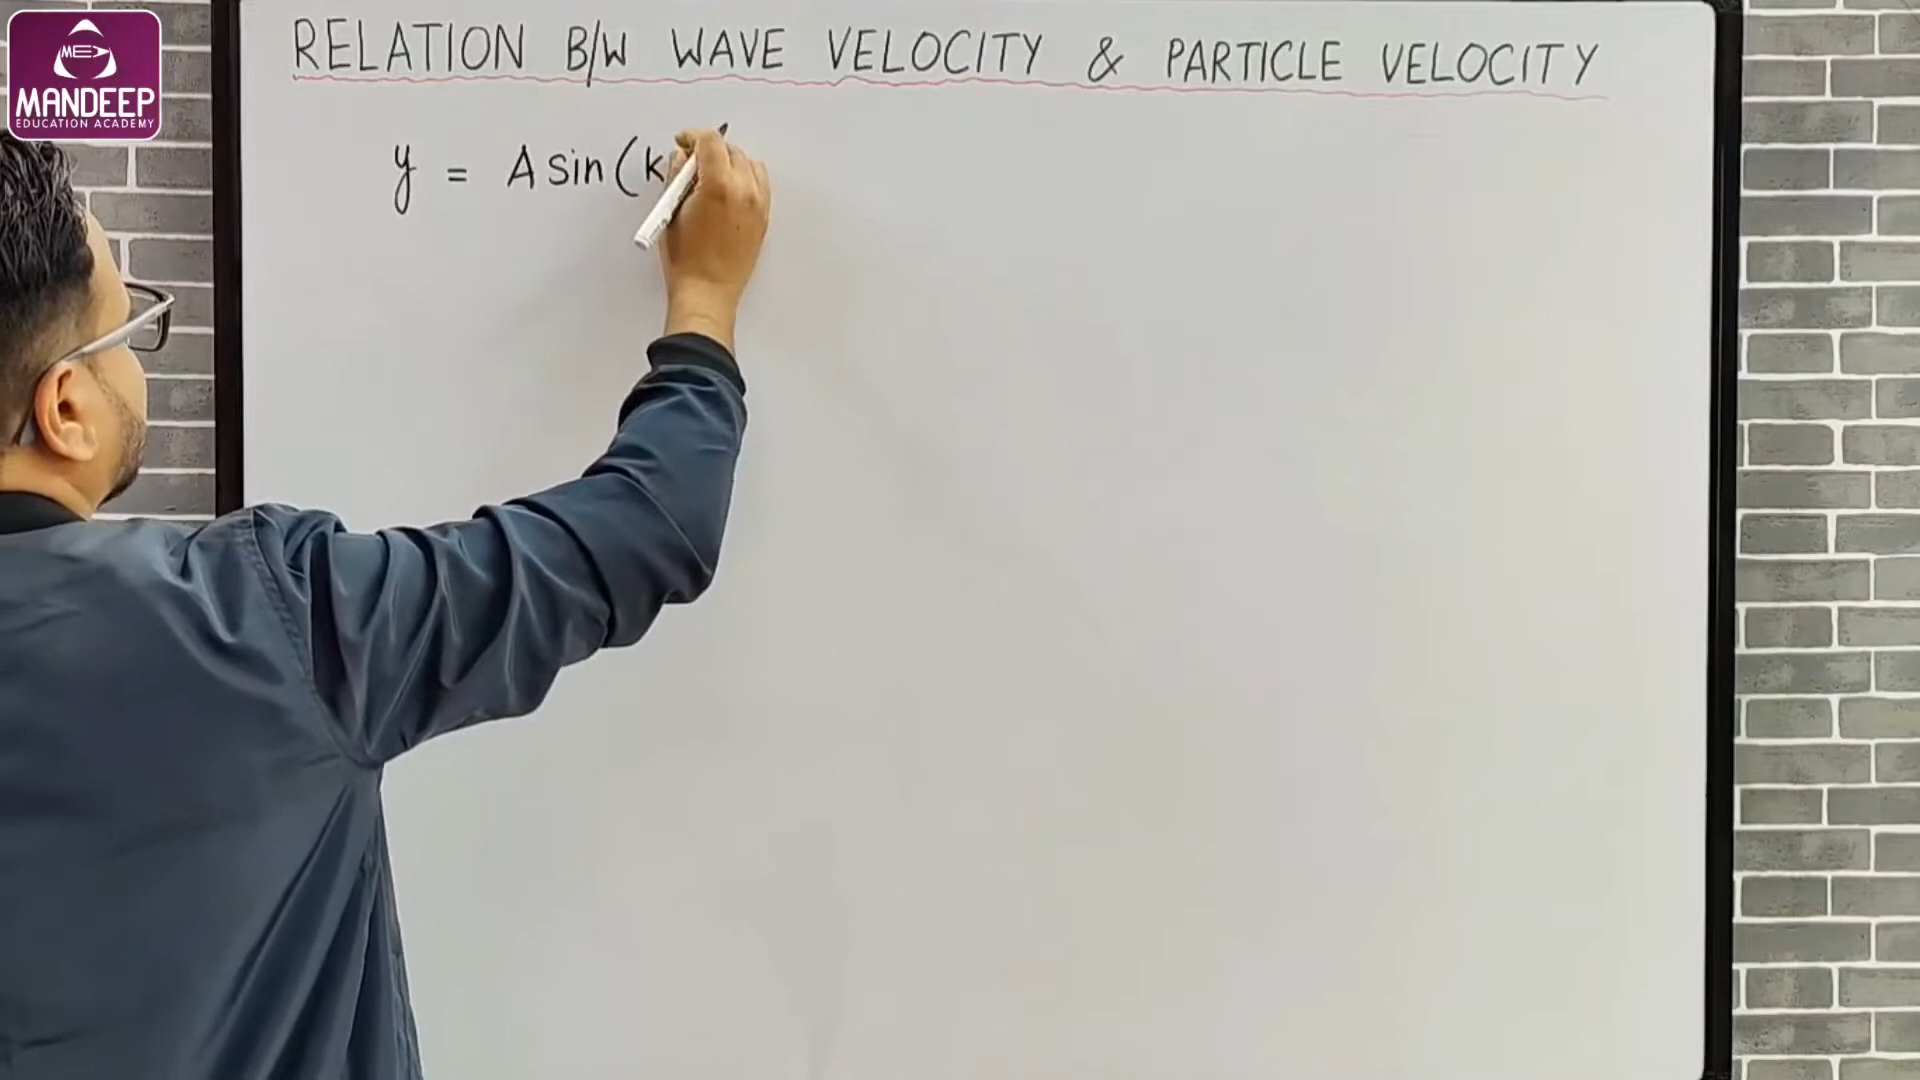 MANDEEP
EDUCATION ACADEMY
RELATION B/W WAVE VELOCITY & PARTICLE VELOCITY
y = A sin(k